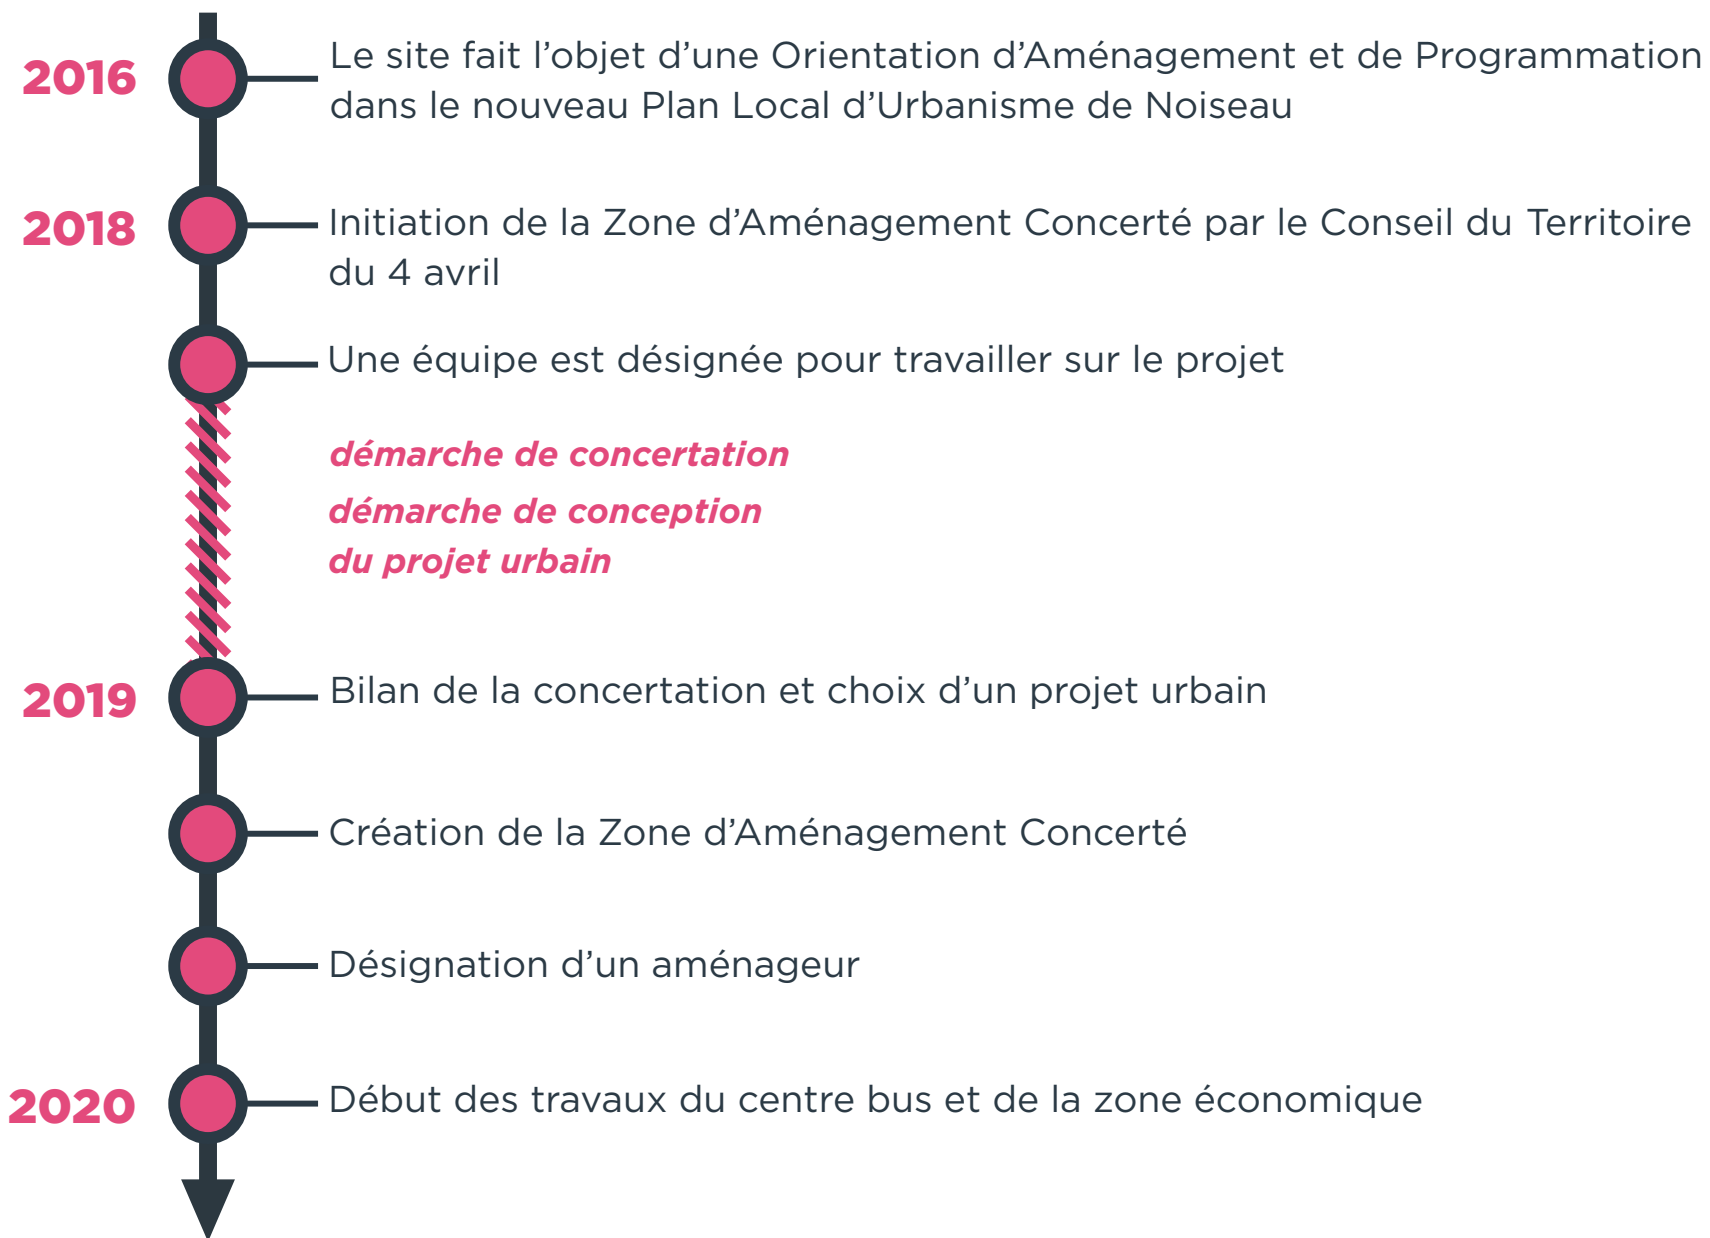 2016
Le site fait l’objet d’une Orientation d’Aménagement et de Programmation
dans le nouveau Plan Local d’Urbanisme de Noiseau
2018
Initiation de la Zone d’Aménagement Concerté par le Conseil du Territoire
du 4 avril
Une équipe est désignée pour travailler sur le projet
démarche de concertation
démarche de conception
du projet urbain
2019
Bilan de la concertation et choix d’un projet urbain
Création de la Zone d’Aménagement Concerté
Désignation d’un aménageur
2020
Début des travaux du centre bus et de la zone économique